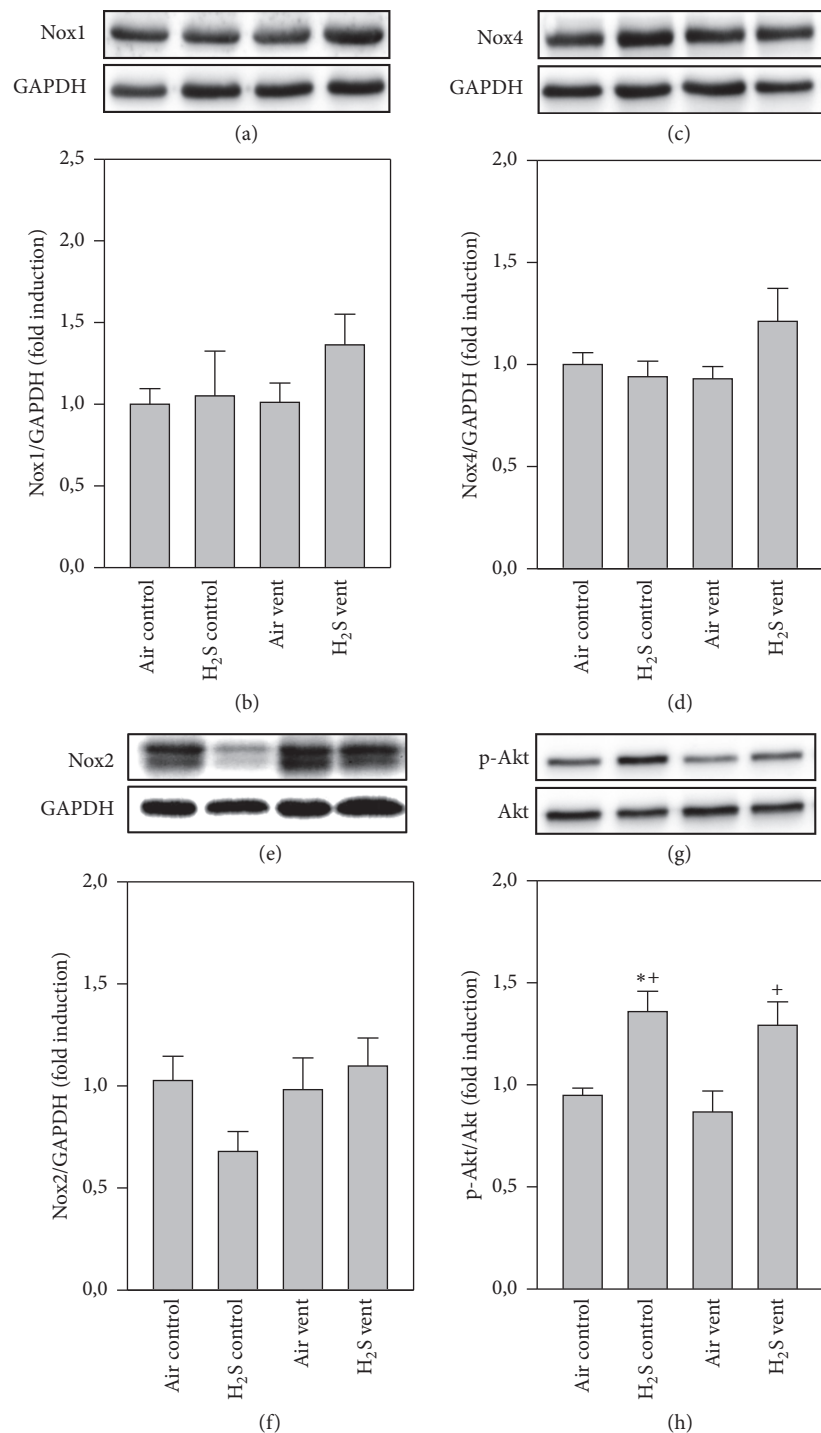 Nox1
GAPDH
(a)
Nox4
GAPDH
(c)
Nox1/GAPDH (fold induction)
2,5
2,0
1,5
1,0
0,5
0,0
Air control
H₂S control
Air vent
H₂S vent
(b)
Nox4/GAPDH (fold induction)
2,0
1,5
1,0
0,5
0,0
Air control
H₂S control
Air vent
H₂S vent
(d)
Nox2
GAPDH
(e)
p-Akt
Akt
(g)
Nox2/GAPDH (fold induction)
2,0
1,5
1,0
0,5
0,0
Air control
H₂S control
Air vent
H₂S vent
(f)
p-Akt/Akt (fold induction)
2,0
1,5
1,0
0,5
0,0
*+
+
Air control
H₂S control
Air vent
H₂S vent
(h)